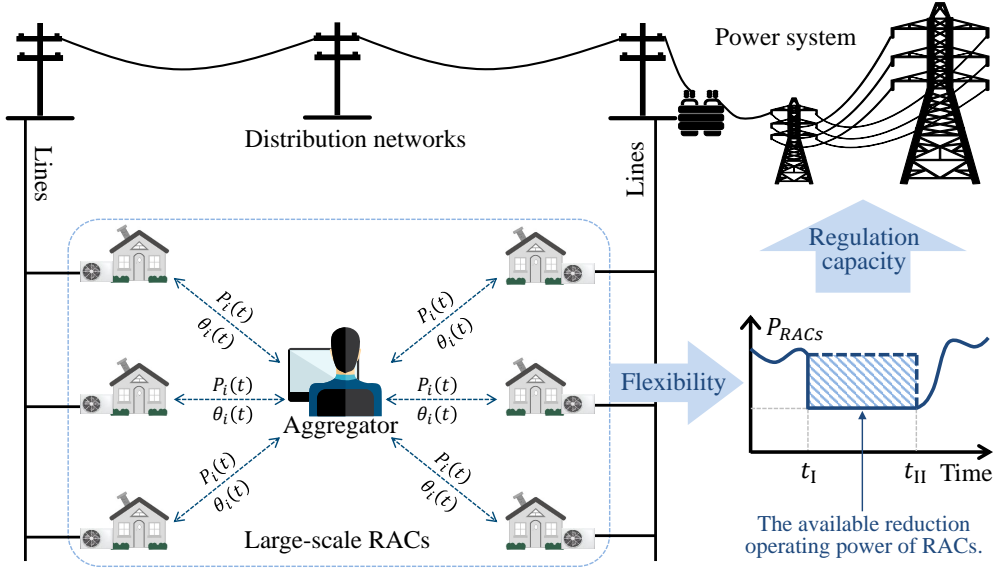 Power system
Distribution networks
Lines
Lines
Regulation
capacity
P_i(t)
θ_i(t)
P_i(t)
θ_i(t)
P_RACs
P_i(t)
θ_i(t)
P_i(t)
θ_i(t)
Flexibility
Aggregator
P_i(t)
θ_i(t)
P_i(t)
θ_i(t)
t_I
t_II
Time
Large-scale RACs
The available reduction
operating power of RACs.